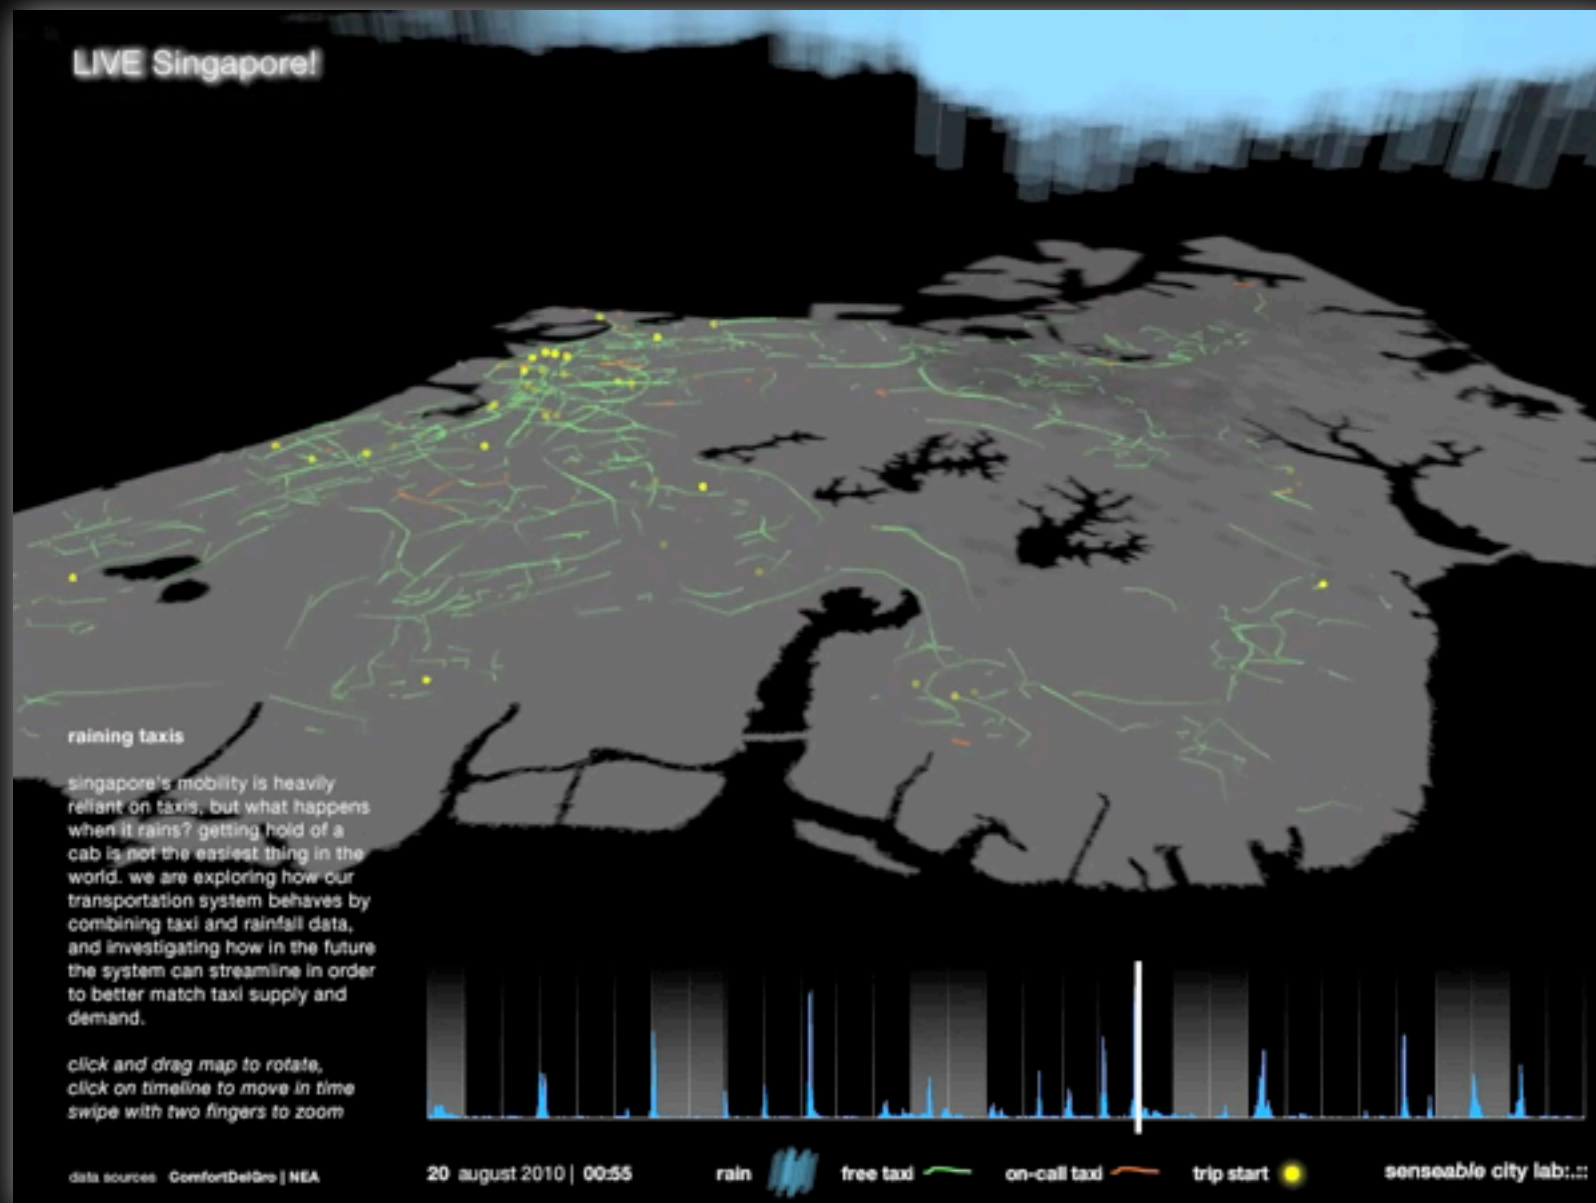 LIVE Singapore!
raining taxis
singapore's mobility is heavily
reliant on taxis, but what happens
when it rains? getting hold of a
cab is not the easiest thing in the
world. we are exploring how our
transportation system behaves by
combining taxi and rainfall data,
and investigating how in the future
the system can streamline in order
to better match taxi supply and
demand.
click and drag map to rotate,
click on timeline to move in time
swipe with two fingers to zoom
data sources ComfortDelGro | NEA
20 august 2010 | 00:55
rain
free taxi
on-call taxi
trip start
senseable city lab:.::